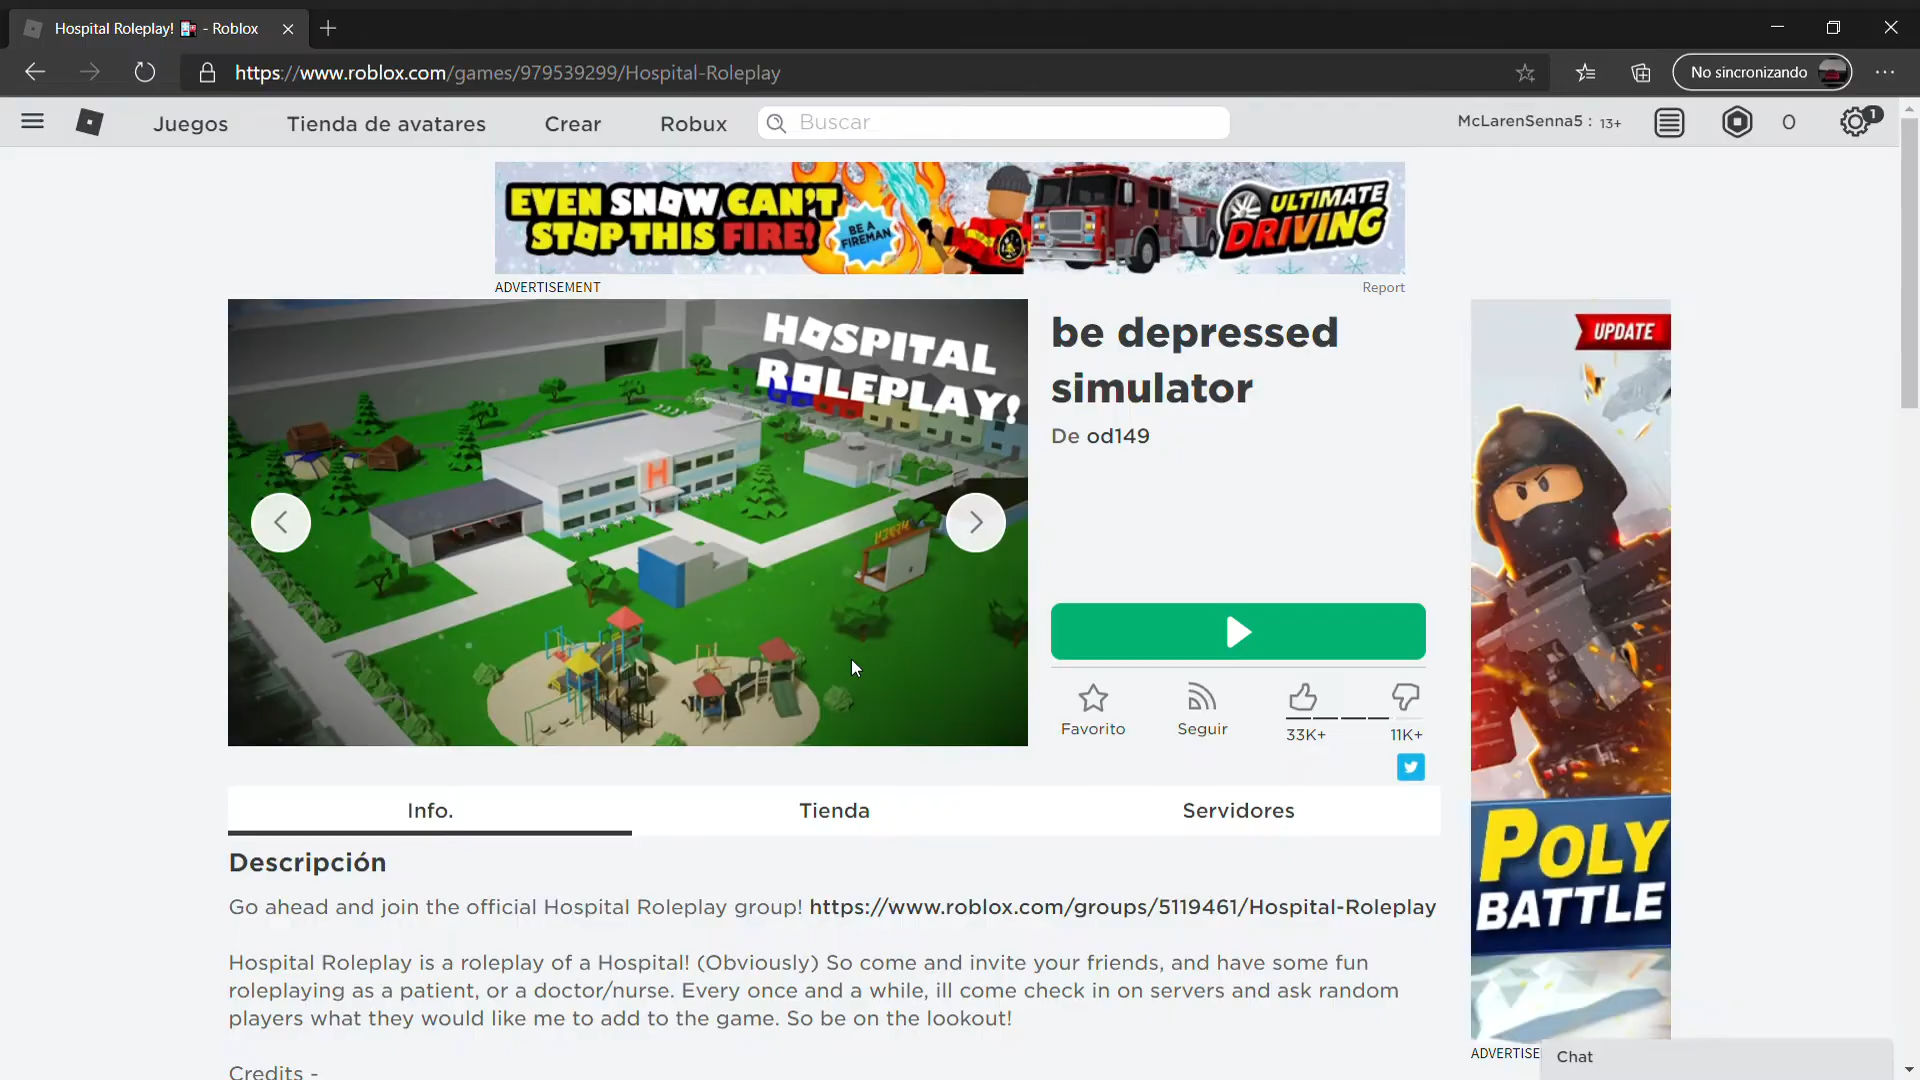 Hospital Roleplay! 🏥 - Roblox
https://www.roblox.com/games/979539299/Hospital-Roleplay
No sincronizando
Juegos
Tienda de avatares
Crear
Robux
Buscar
McLarenSenna5 : 13+
0
1
EVEN SNOW CAN'T
STOP THIS FIRE!
BE A
FIREMAN
ULTIMATE
DRIVING
ADVERTISEMENT
Report
HOSPITAL
ROLEPLAY!
H
be depressed
simulator
De od149
UPDATE
Favorito
Seguir
33K+
11K+
POLY
BATTLE
Info.
Tienda
Servidores
Descripción
Go ahead and join the official Hospital Roleplay group! https://www.roblox.com/groups/5119461/Hospital-Roleplay
Hospital Roleplay is a roleplay of a Hospital! (Obviously) So come and invite your friends, and have some fun
roleplaying as a patient, or a doctor/nurse. Every once and a while, ill come check in on servers and ask random
players what they would like me to add to the game. So be on the lookout!
Credits -
ADVERTISE
Chat